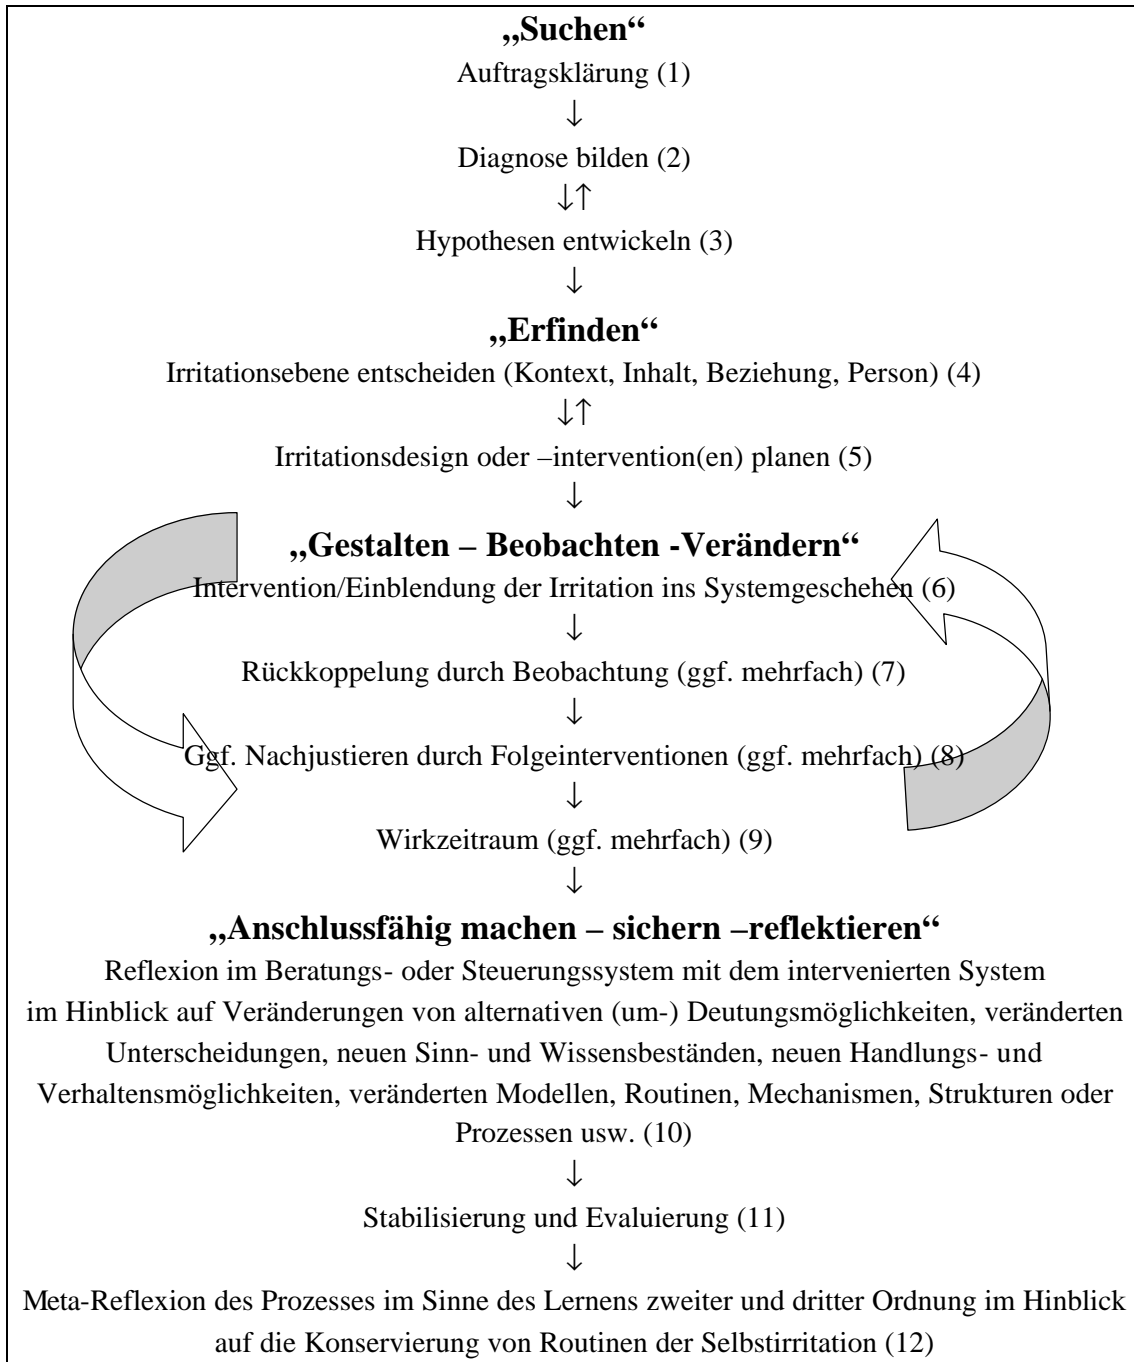 „Suchen“
Auftragsklärung (1)
↓
Diagnose bilden (2)
↓↑
Hypothesen entwickeln (3)
↓
„Erfinden“
Irritationsebene entscheiden (Kontext, Inhalt, Beziehung, Person) (4)
↓↑
Irritationsdesign oder –intervention(en) planen (5)
↓
„Gestalten – Beobachten -Verändern“
Intervention/Einblendung der Irritation ins Systemgeschehen (6)
↓
Rückkoppelung durch Beobachtung (ggf. mehrfach) (7)
↓
Ggf. Nachjustieren durch Folgeinterventionen (ggf. mehrfach) (8)
↓
Wirkzeitraum (ggf. mehrfach) (9)
↓
„Anschlussfähig machen – sichern –reflektieren“
Reflexion im Beratungs- oder Steuerungssystem mit dem intervenierten System
im Hinblick auf Veränderungen von alternativen (um-) Deutungsmöglichkeiten, veränderten
Unterscheidungen, neuen Sinn- und Wissensbeständen, neuen Handlungs- und
Verhaltensmöglichkeiten, veränderten Modellen, Routinen, Mechanismen, Strukturen oder
Prozessen usw. (10)
↓
Stabilisierung und Evaluierung (11)
↓
Meta-Reflexion des Prozesses im Sinne des Lernens zweiter und dritter Ordnung im Hinblick
auf die Konservierung von Routinen der Selbstirritation (12)